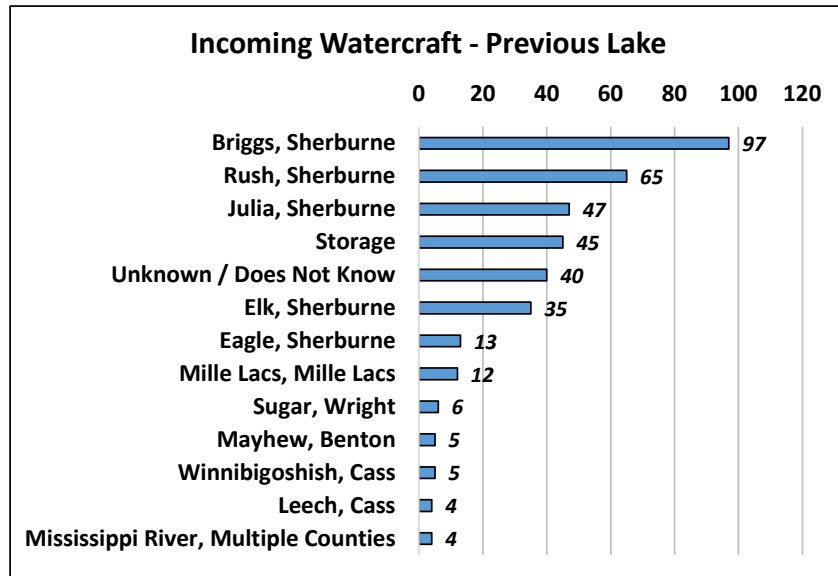 Incoming Watercraft - Previous Lake
0 20 40 60 80 100 120
Briggs, Sherburne 97
Rush, Sherburne 65
Julia, Sherburne 47
Storage 45
Unknown / Does Not Know 40
Elk, Sherburne 35
Eagle, Sherburne 13
Mille Lacs, Mille Lacs 12
Sugar, Wright 6
Mayhew, Benton 5
Winnibigoshish, Cass 5
Leech, Cass 4
Mississippi River, Multiple Counties 4